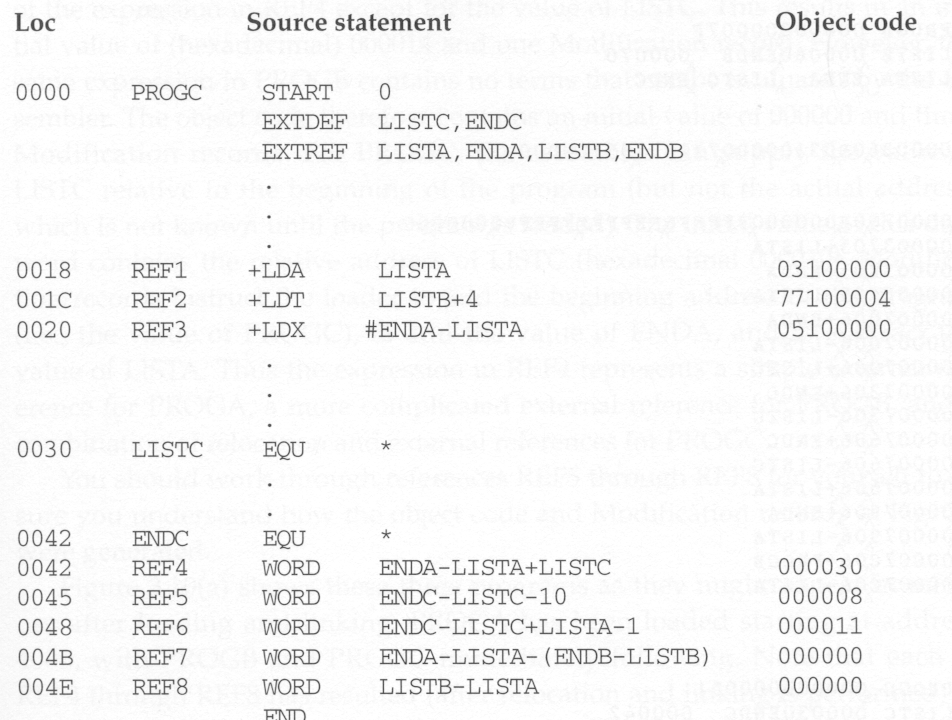 Loc Source statement Object code
0000 PROGC START 0
EXTDEF LISTC,ENDC
EXTREF LISTA,ENDA,LISTB,ENDB
.
.
.
0018 REF1 +LDA LISTA 03100000
001C REF2 +LDT LISTB+4 77100004
0020 REF3 +LDX #ENDA-LISTA 05100000
.
.
.
0030 LISTC EQU *
.
.
0042 ENDC EQU *
0042 REF4 WORD ENDA-LISTA+LISTC 000030
0045 REF5 WORD ENDC-LISTC-10 000008
0048 REF6 WORD ENDC-LISTC+LISTA-1 000011
004B REF7 WORD ENDA-LISTA-(ENDB-LISTB) 000000
004E REF8 WORD LISTB-LISTA 000000
END